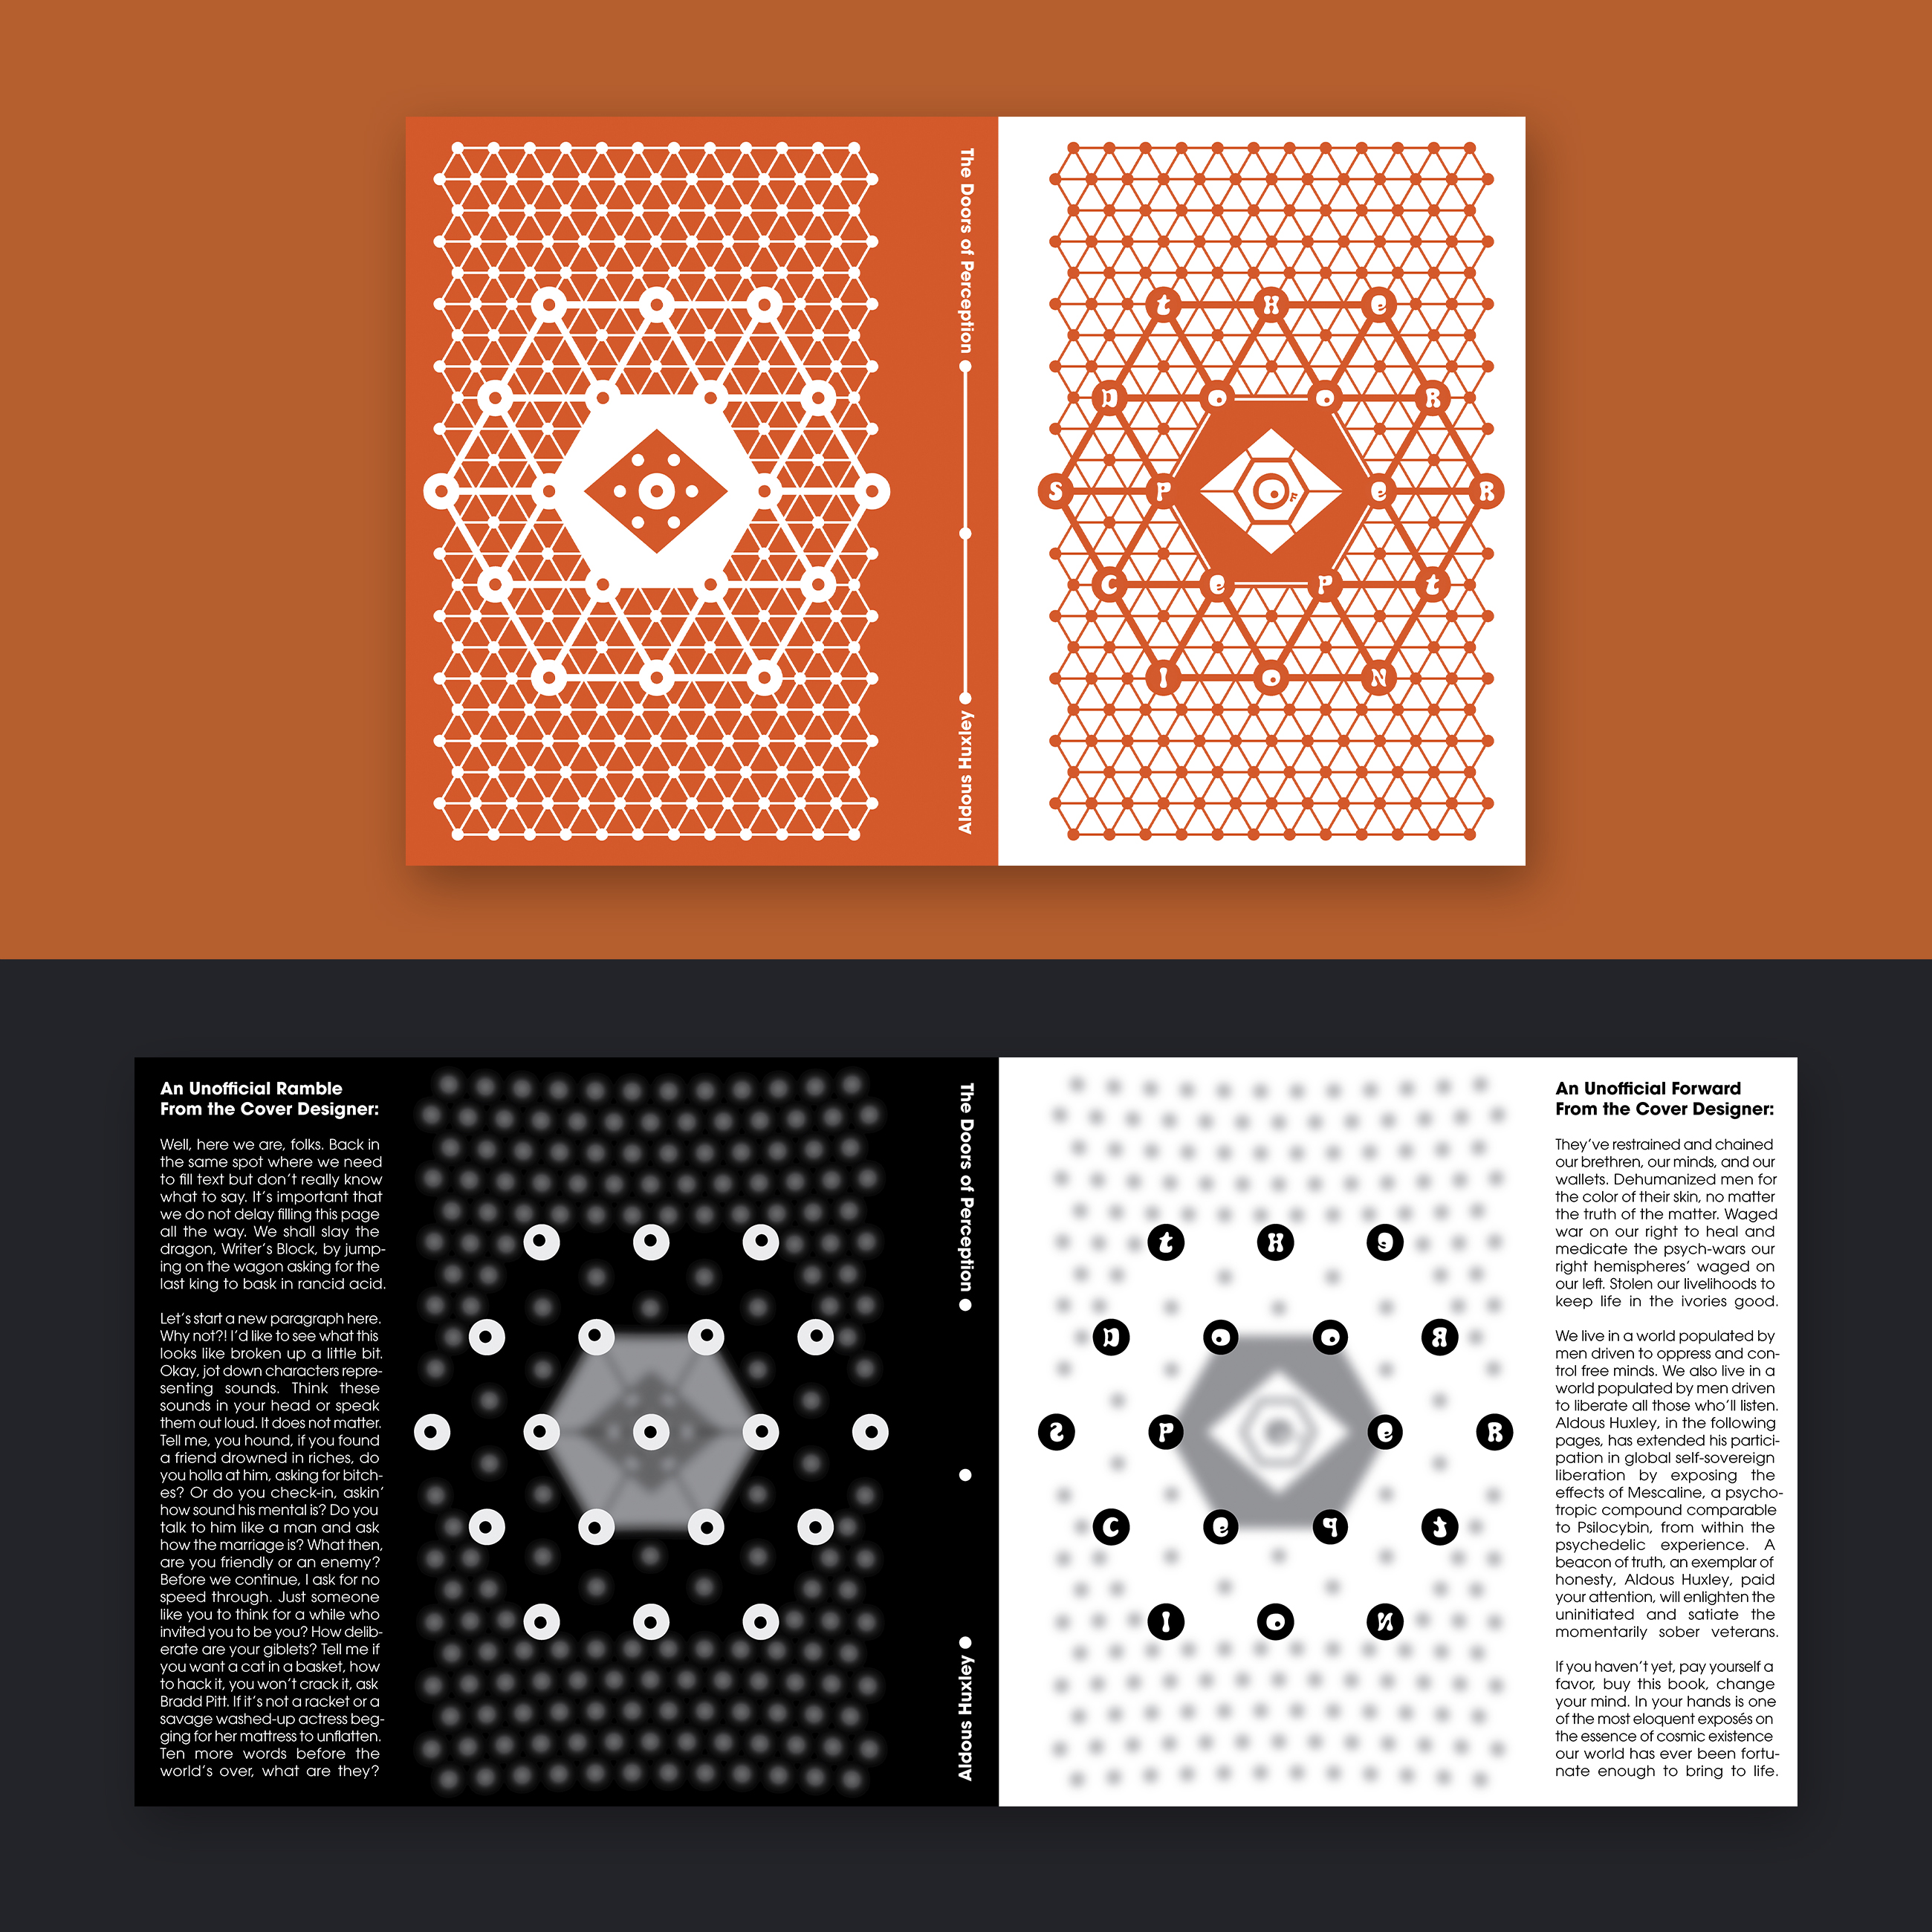 The Doors of Perception
Aldous Huxley
t H e
D o o R
S P oF e R
C e P t
I o N
An Unofficial Ramble
From the Cover Designer:
Well, here we are, folks. Back in
the same spot where we need
to fill text but don't really know
what to say. It's important that
we do not delay filling this page
all the way. We shall slay the
dragon, Writer's Block, by jump-
ing on the wagon asking for the
last king to bask in rancid acid.
Let's start a new paragraph here.
Why not?! I'd like to see what this
looks like broken up a little bit.
Okay, jot down characters repre-
senting sounds. Think these
sounds in your head or speak
them out loud. It does not matter.
Tell me, you hound, if you found
a friend drowned in riches, do
you holla at him, asking for bitch-
es? Or do you check-in, askin'
how sound his mental is? Do you
talk to him like a man and ask
how the marriage is? What then,
are you friendly or an enemy?
Before we continue, I ask for no
speed through. Just someone
like you to think for a while who
invited you to be you? How delib-
erate are your giblets? Tell me if
you want a cat in a basket, how
to hack it, you won't crack it, ask
Bradd Pitt. If it's not a racket or a
savage washed-up actress beg-
ging for her mattress to unflatten.
Ten more words before the
world's over, what are they?
The Doors of Perception
Aldous Huxley
t H e
D o o R
S P e R
C e P t
I o N
An Unofficial Forward
From the Cover Designer:
They've restrained and chained
our brethren, our minds, and our
wallets. Dehumanized men for
the color of their skin, no matter
the truth of the matter. Waged
war on our right to heal and
medicate the psych-wars our
right hemispheres' waged on
our left. Stolen our livelihoods to
keep life in the ivories good.
We live in a world populated by
men driven to oppress and con-
trol free minds. We also live in a
world populated by men driven
to liberate all those who'll listen.
Aldous Huxley, in the following
pages, has extended his partici-
pation in global self-sovereign
liberation by exposing the
effects of Mescaline, a psycho-
tropic compound comparable
to Psilocybin, from within the
psychedelic experience. A
beacon of truth, an exemplar of
honesty, Aldous Huxley, paid
your attention, will enlighten the
uninitiated and satiate the
momentarily sober veterans.
If you haven't yet, pay yourself a
favor, buy this book, change
your mind. In your hands is one
of the most eloquent exposés on
the essence of cosmic existence
our world has ever been fortu-
nate enough to bring to life.